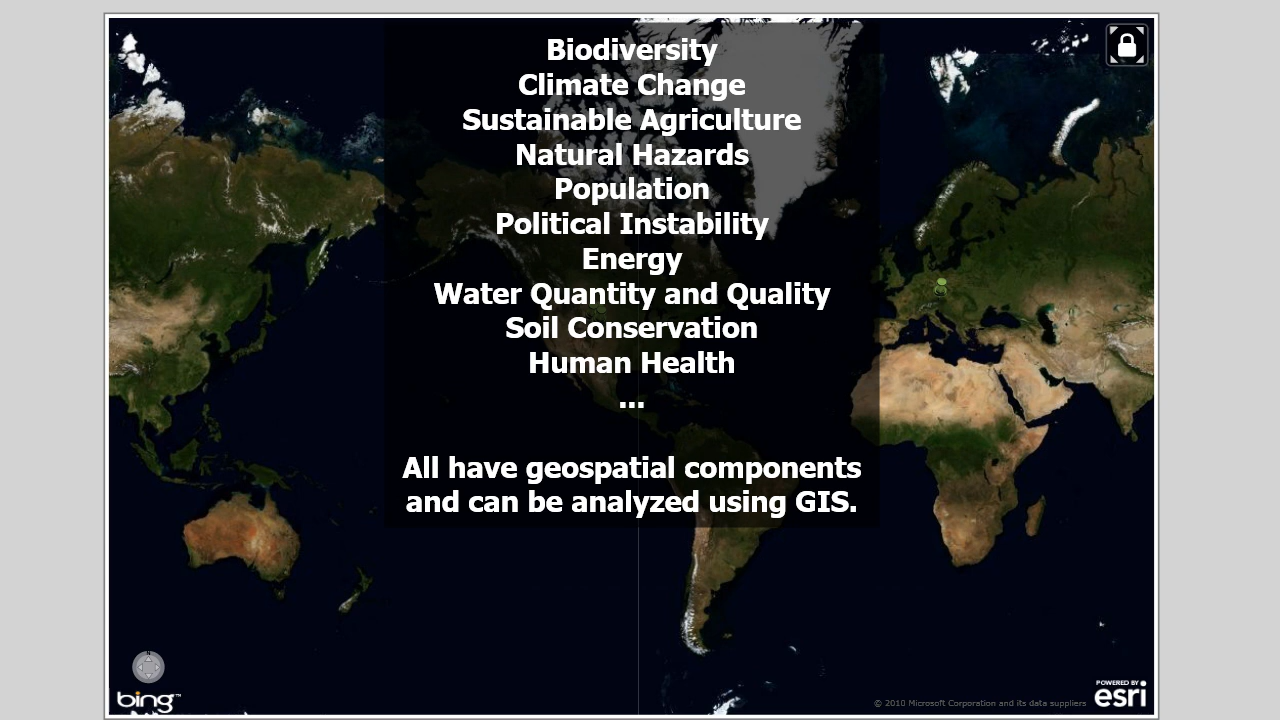 Biodiversity
Climate Change
Sustainable Agriculture
Natural Hazards
Population
Political Instability
Energy
Water Quantity and Quality
Soil Conservation
Human Health
...
All have geospatial components
and can be analyzed using GIS.
N
bing™
© 2010 Microsoft Corporation and its data suppliers
POWERED BY
esri